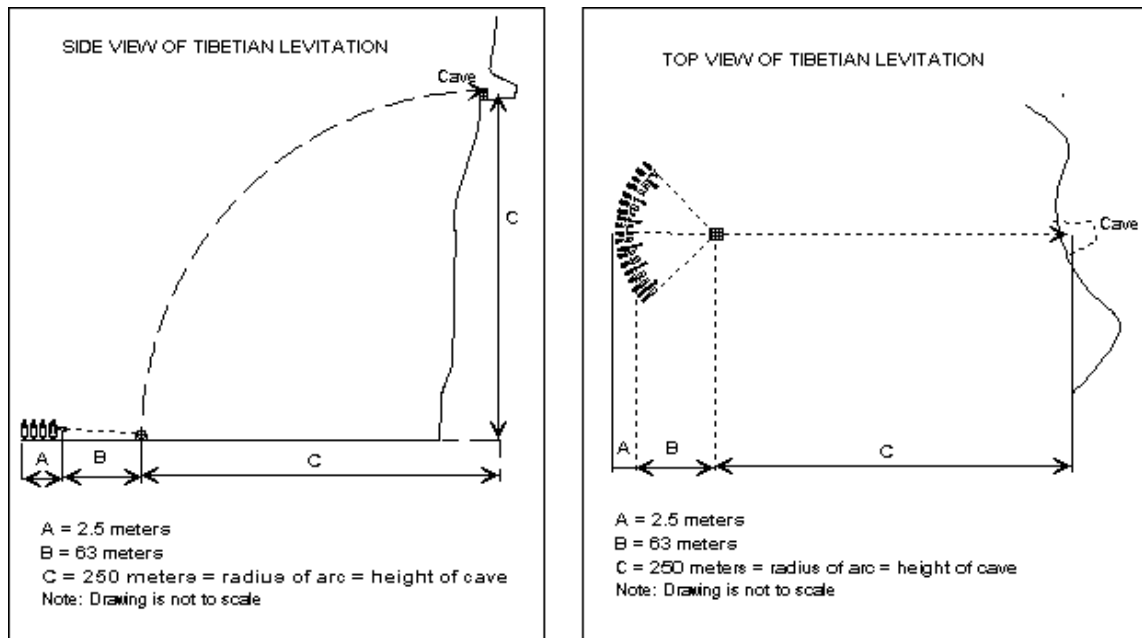 SIDE VIEW OF TIBETIAN LEVITATION
Cave
C
A
B
C
A = 2.5 meters
B = 63 meters
C = 250 meters = radius of arc = height of cave
Note: Drawing is not to scale
TOP VIEW OF TIBETIAN LEVITATION
Cave
A
B
C
A = 2.5 meters
B = 63 meters
C = 250 meters = radius of arc = height of cave
Note: Drawing is not to scale